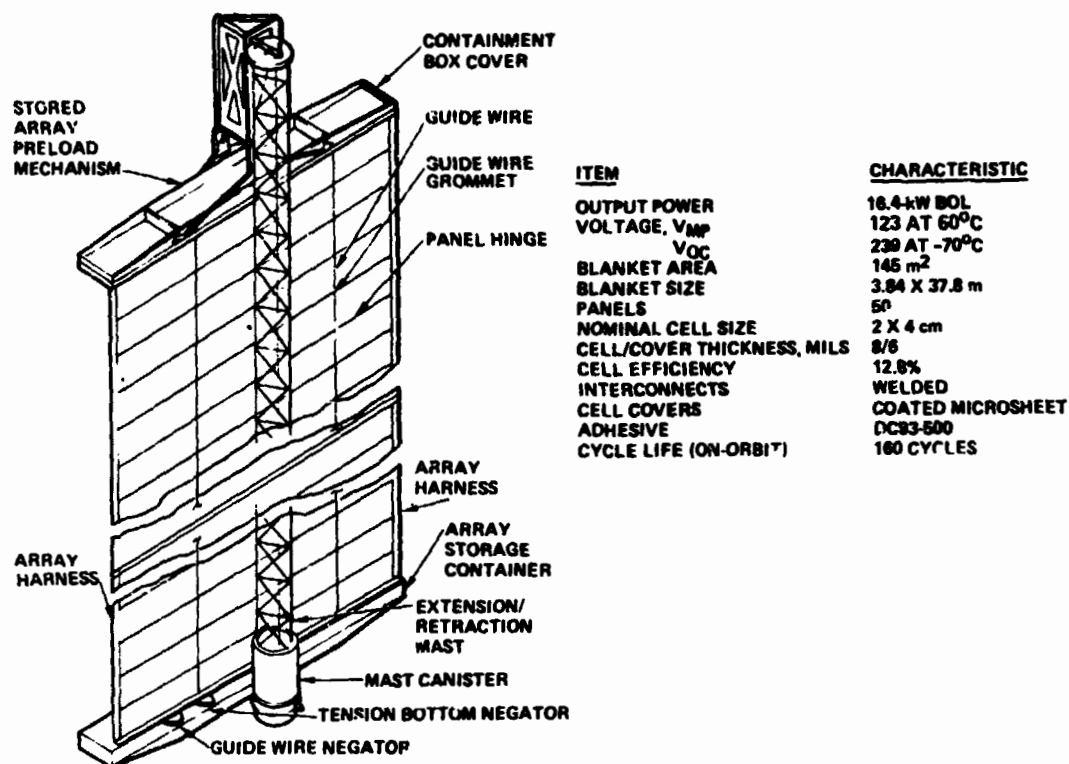 CONTAINMENT
BOX COVER
STORED
ARRAY
PRELOAD
MECHANISM
GUIDE WIRE
GUIDE WIRE
GROMMET
PANEL HINGE
ARRAY
HARNESS
ARRAY
STORAGE
CONTAINER
ARRAY
HARNESS
EXTENSION/
RETRACTION
MAST
MAST CANISTER
TENSION BOTTOM NEGATOR
GUIDE WIRE NEGATOR
ITEM CHARACTERISTIC
OUTPUT POWER 16.4-kW BOL
VOLTAGE, VMP 123 AT 60°C
VOC 239 AT -70°C
BLANKET AREA 145 m²
BLANKET SIZE 3.84 X 37.8 m
PANELS
NOMINAL CELL SIZE 2 X 4 cm
CELL/COVER THICKNESS, MILS 8/6
CELL EFFICIENCY 12.8%
INTERCONNECTS WELDED
CELL COVERS COATED MICROSHEET
ADHESIVE DC93-500
CYCLE LIFE (ON-ORBIT) 160 CYCLES